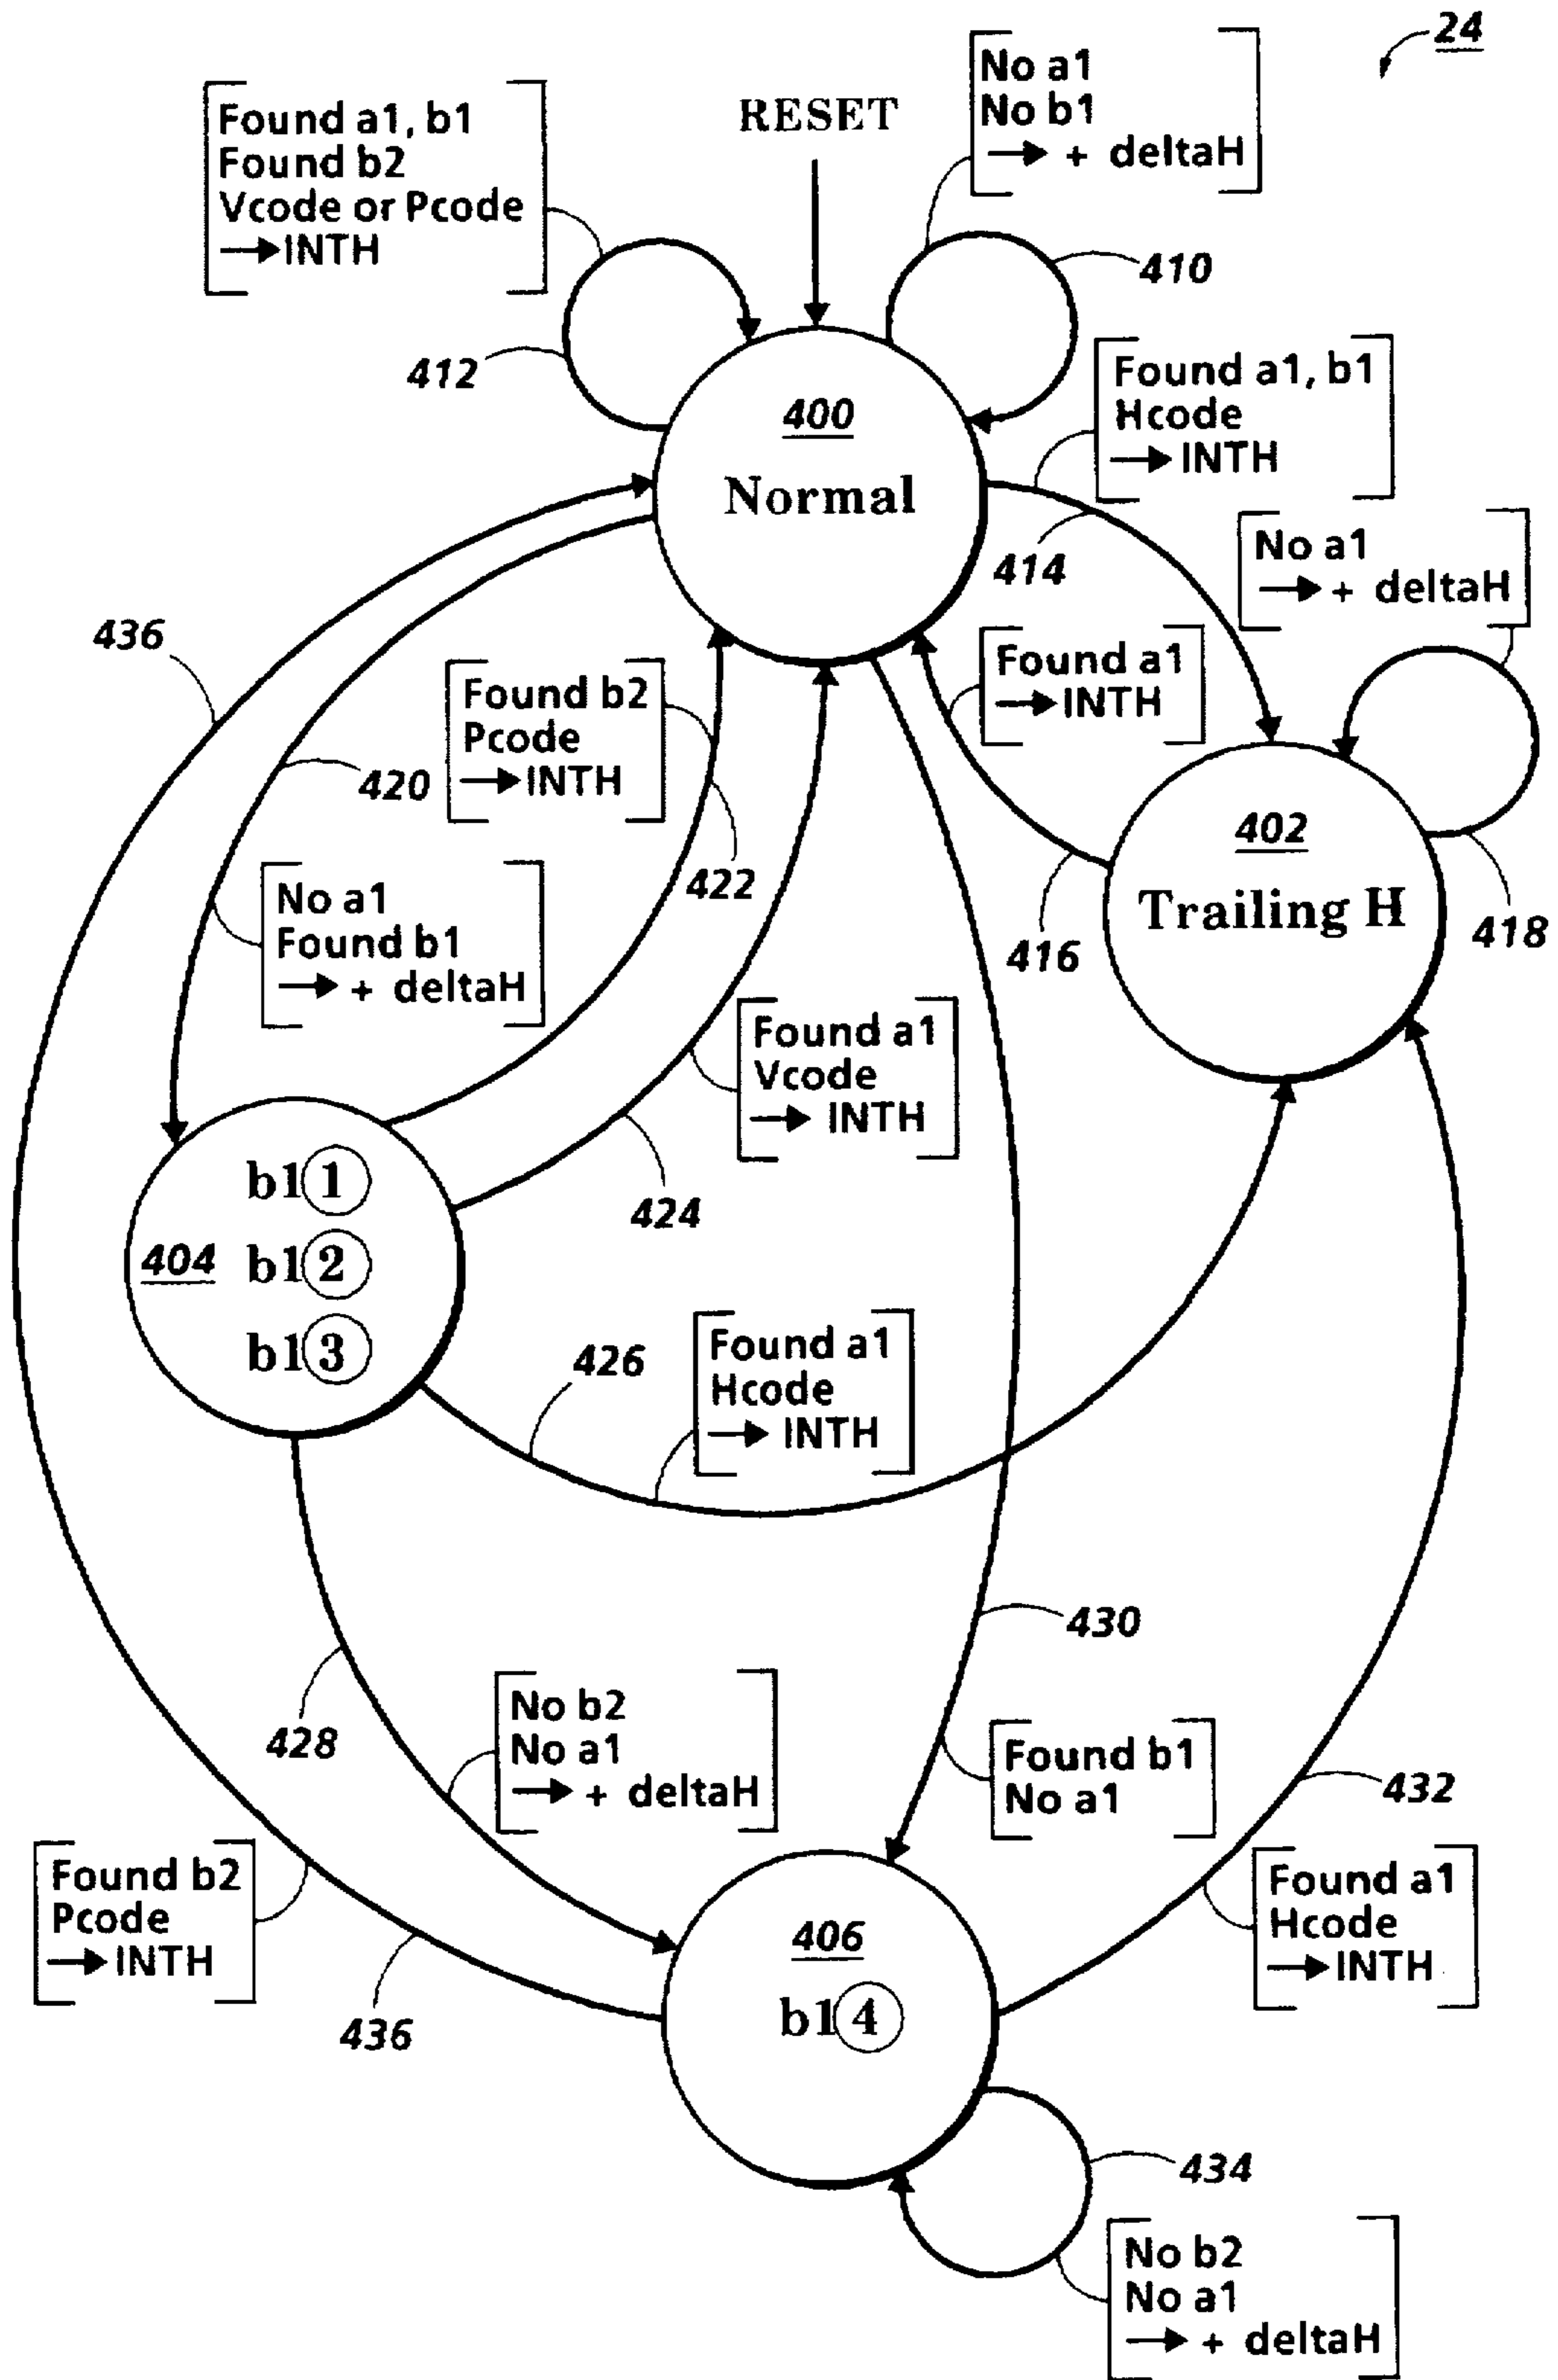 24
No a1
No b1
→ + deltaH
Found a1, b1
Found b2
Vcode or Pcode
→ INTH
RESET
410
412
Found a1, b1
Hcode
→ INTH
400
Normal
414
No a1
→ + deltaH
436
Found a1
→ INTH
Found b2
Pcode
→ INTH
420
422
402
Trailing H
416
418
No a1
Found b1
→ + deltaH
Found a1
Vcode
→ INTH
424
b1 1
404 b1 2
b1 3
426
Found a1
Hcode
→ INTH
430
428
No b2
No a1
→ + deltaH
Found b1
No a1
432
Found b2
Pcode
→ INTH
Found a1
Hcode
→ INTH
406
b1 4
436
434
No b2
No a1
→ + deltaH